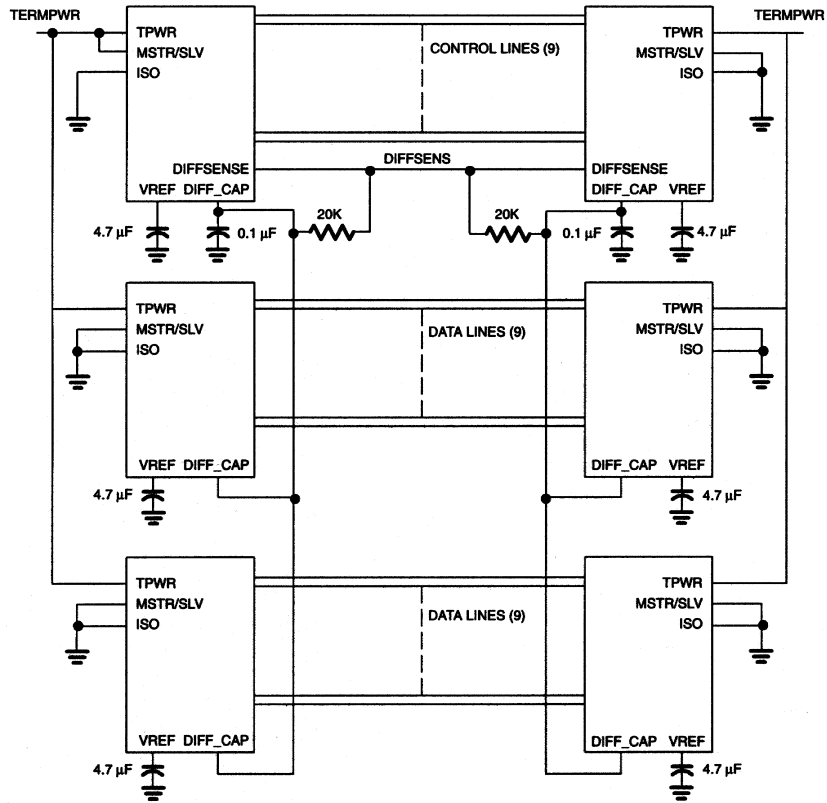 TERMPWR
TERMPWR
TPWR
MSTR/SLV
ISO
CONTROL LINES (9)
TPWR
MSTR/SLV
ISO
DIFFSENSE
DIFFSENS
DIFFSENSE
VREF DIFF_CAP
DIFF_CAP VREF
4.7 µF
0.1 µF
20K
20K
0.1 µF
4.7 µF
TPWR
MSTR/SLV
ISO
DATA LINES (9)
TPWR
MSTR/SLV
ISO
VREF DIFF_CAP
DIFF_CAP VREF
4.7 µF
4.7 µF
TPWR
MSTR/SLV
ISO
DATA LINES (9)
TPWR
MSTR/SLV
ISO
VREF DIFF_CAP
DIFF_CAP VREF
4.7 µF
4.7 µF